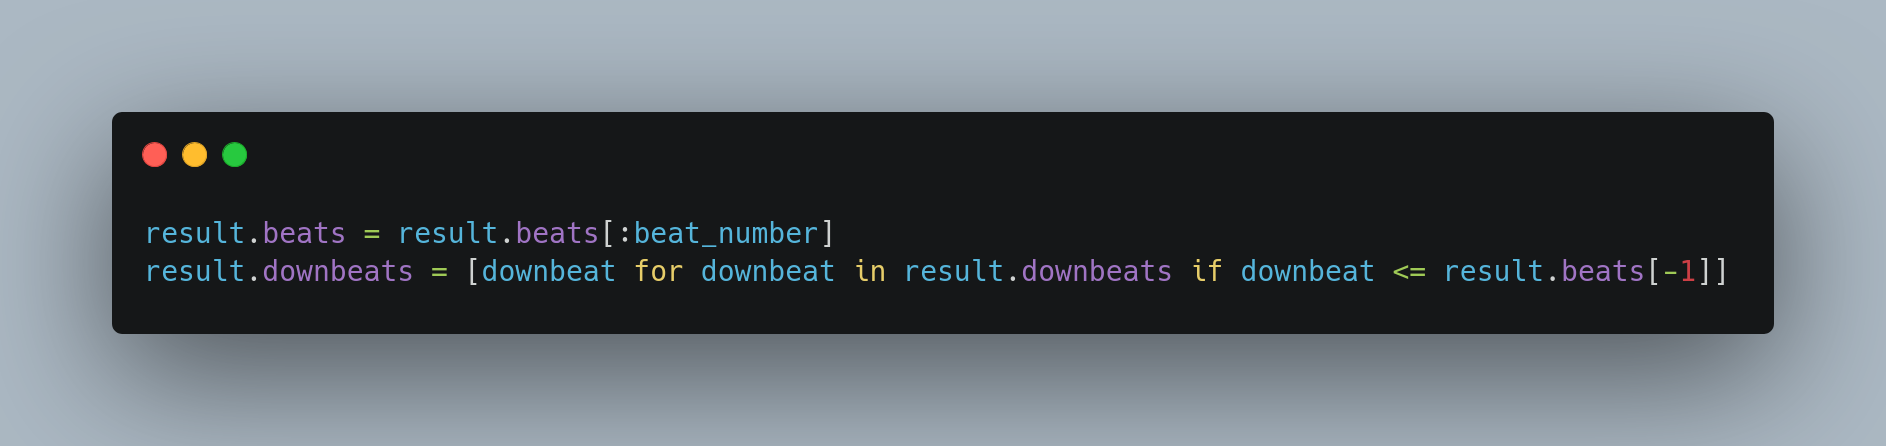 result.beats = result.beats[:beat_number]
result.downbeats = [downbeat for downbeat in result.downbeats if downbeat <= result.beats[-1]]